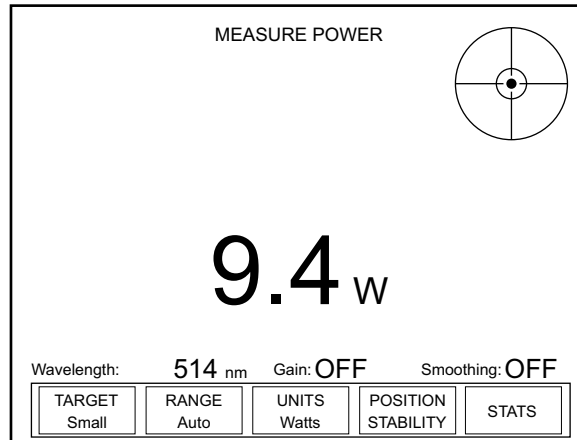 MEASURE POWER
9.4 W
Wavelength: 514 nm Gain: OFF Smoothing: OFF
TARGET RANGE UNITS POSITION STATS
Small Auto Watts STABILITY